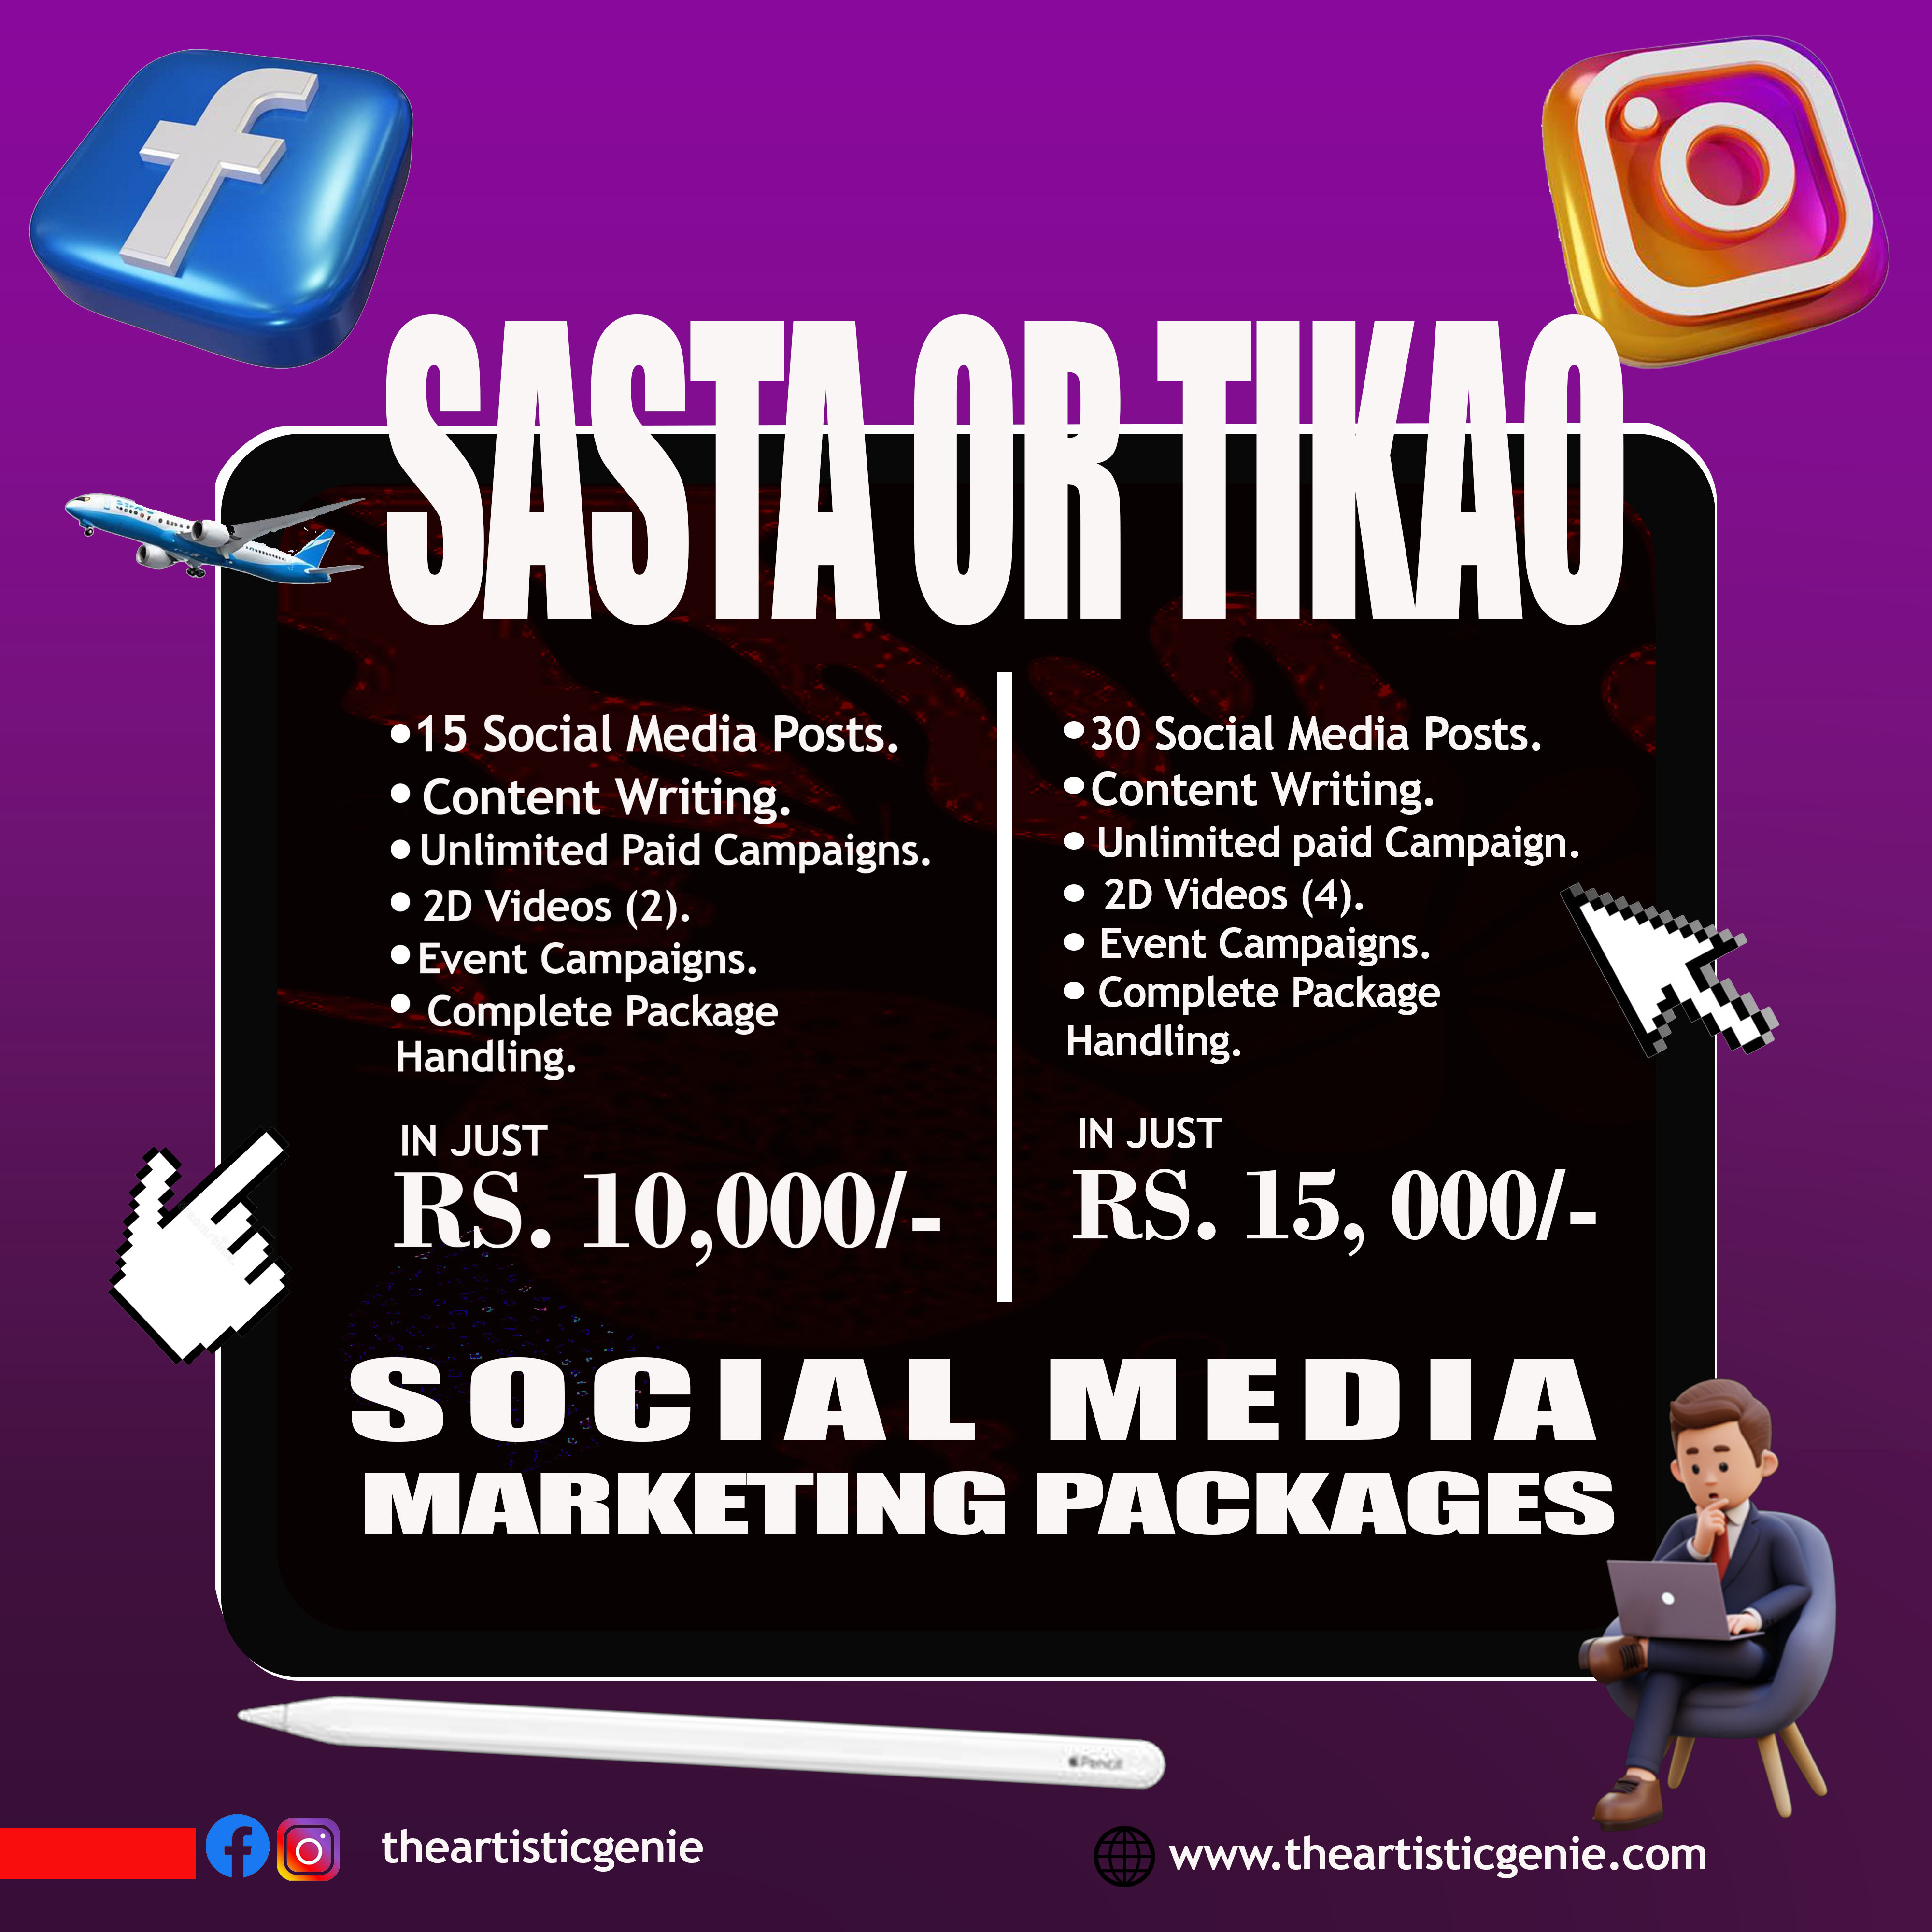 SASTA OR TIKAO
•15 Social Media Posts.
• Content Writing.
• Unlimited Paid Campaigns.
• 2D Videos (2).
• Event Campaigns.
• Complete Package
Handling.
IN JUST
RS. 10,000/-
•30 Social Media Posts.
•Content Writing.
• Unlimited paid Campaign.
• 2D Videos (4).
• Event Campaigns.
• Complete Package
Handling.
IN JUST
RS. 15, 000/-
SOCIAL MEDIA
MARKETING PACKAGES
Pencil
theartisticgenie
www.theartisticgenie.com